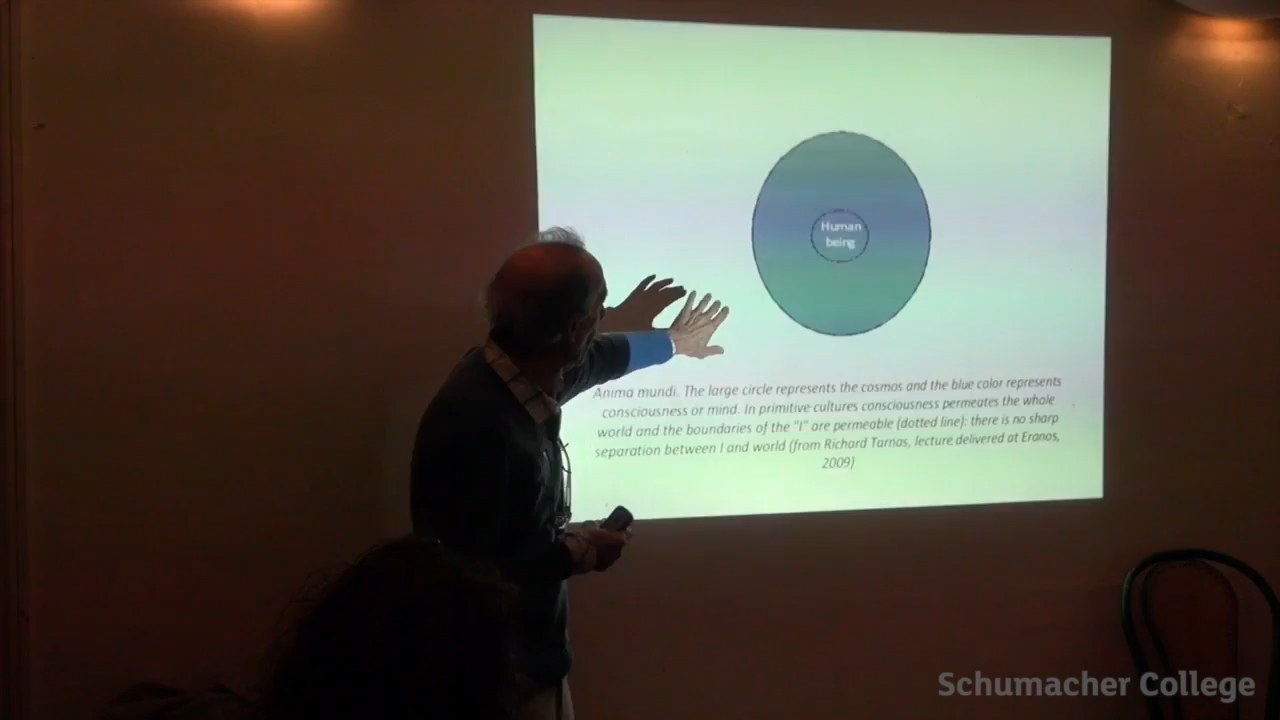 Human
being
Anima mundi. The large circle represents the cosmos and the blue color represents
consciousness or mind. In primitive cultures consciousness permeates the whole
world and the boundaries of the "I" are permeable (dotted line): there is no sharp
separation between I and world (from Richard Tarnas, lecture delivered at Eranos,
2009)
Schumacher College